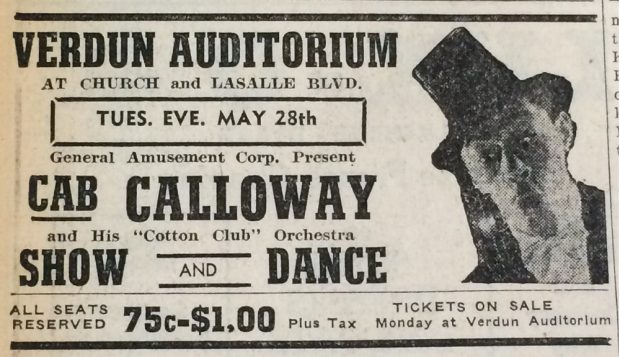 VERDUN AUDITORIUM
AT CHURCH and LASALLE BLVD.
TUES. EVE. MAY 28th
General Amusement Corp. Present
CAB CALLOWAY
and His "Cotton Club" Orchestra
SHOW AND DANCE
ALL SEATS RESERVED 75c-$1.00 Plus Tax
TICKETS ON SALE
Monday at Verdun Auditorium